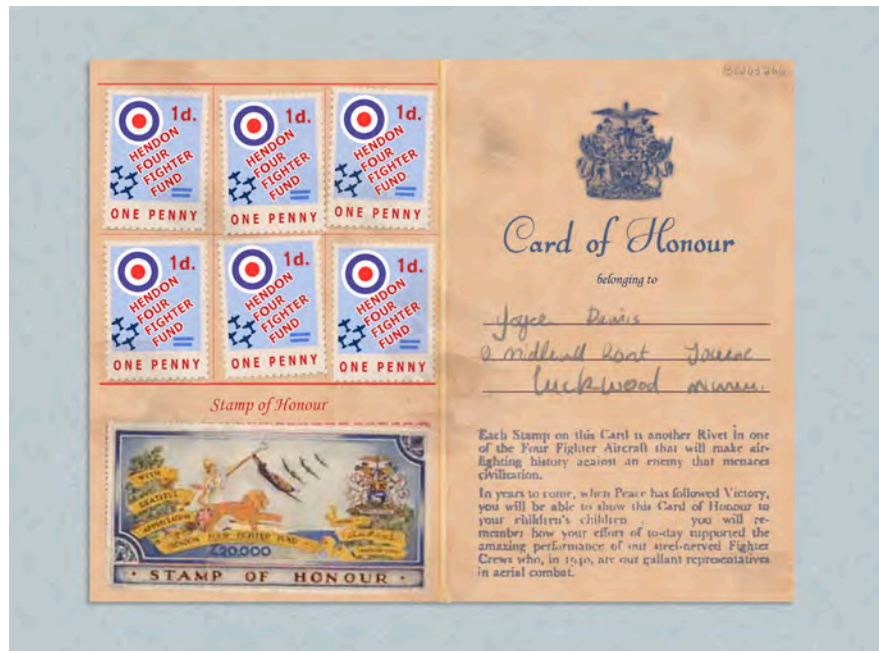 1d.
HENDON
FOUR
FIGHTER
FUND
ONE PENNY
1d.
HENDON
FOUR
FIGHTER
FUND
ONE PENNY
1d.
HENDON
FOUR
FIGHTER
FUND
ONE PENNY
1d.
HENDON
FOUR
FIGHTER
FUND
ONE PENNY
1d.
HENDON
FOUR
FIGHTER
FUND
ONE PENNY
1d.
HENDON
FOUR
FIGHTER
FUND
ONE PENNY
Stamp of Honour
WITH
GRATEFUL
APPRECIATION
HENDON FOUR FIGHTER FUND
£20,000
· STAMP OF HONOUR ·
Card of Honour
belonging to
Joyce Davis
Each Stamp on this Card is another Rivet in one
of the Four Fighter Aircraft that will make air-
fighting history against an enemy that menaces
civilisation.
In years to come, when Peace has followed Victory,
you will be able to show this Card of Honour to
your children's children . you will re-
member how your effort of to-day supported the
amazing performance of our steel-nerved Fighter
Crews who, in 1940, are our gallant representatives
in aerial combat.